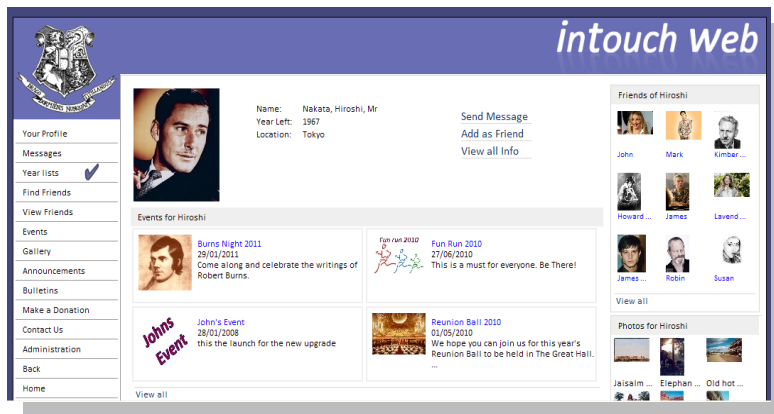 intouch Web
Your Profile
Messages
Year lists
Find Friends
View Friends
Events
Gallery
Announcements
Bulletins
Make a Donation
Contact Us
Administration
Back
Home
Name: Nakata, Hiroshi, Mr
Year Left: 1967
Location: Tokyo
Send Message
Add as Friend
View all Info
Events for Hiroshi
Burns Night 2011
29/01/2011
Come along and celebrate the writings of
Robert Burns.
Fun run 2010
Fun Run 2010
27/06/2010
This is a must for everyone. Be There!
Johns
Event
John's Event
28/01/2008
this the launch for the new upgrade
Reunion Ball 2010
01/05/2010
We hope you can join us for this year's
Reunion Ball to be held in The Great Hall.
...
View all
Friends of Hiroshi
John Mark Kimber ...
Howard ... James Lavend ...
James ... Robin Susan
View all
Photos for Hiroshi
Jaisalm ... Elephan ... Old hot ...